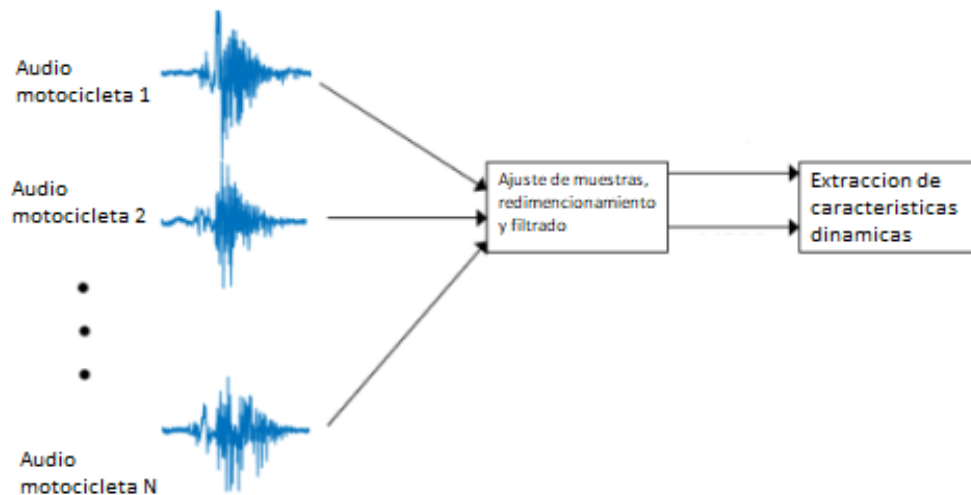 Audio
motocicleta 1
Audio
motocicleta 2
Audio
motocicleta N
Ajuste de muestras,
redimencionamiento
y filtrado
Extraccion de
caracteristicas
dinamicas